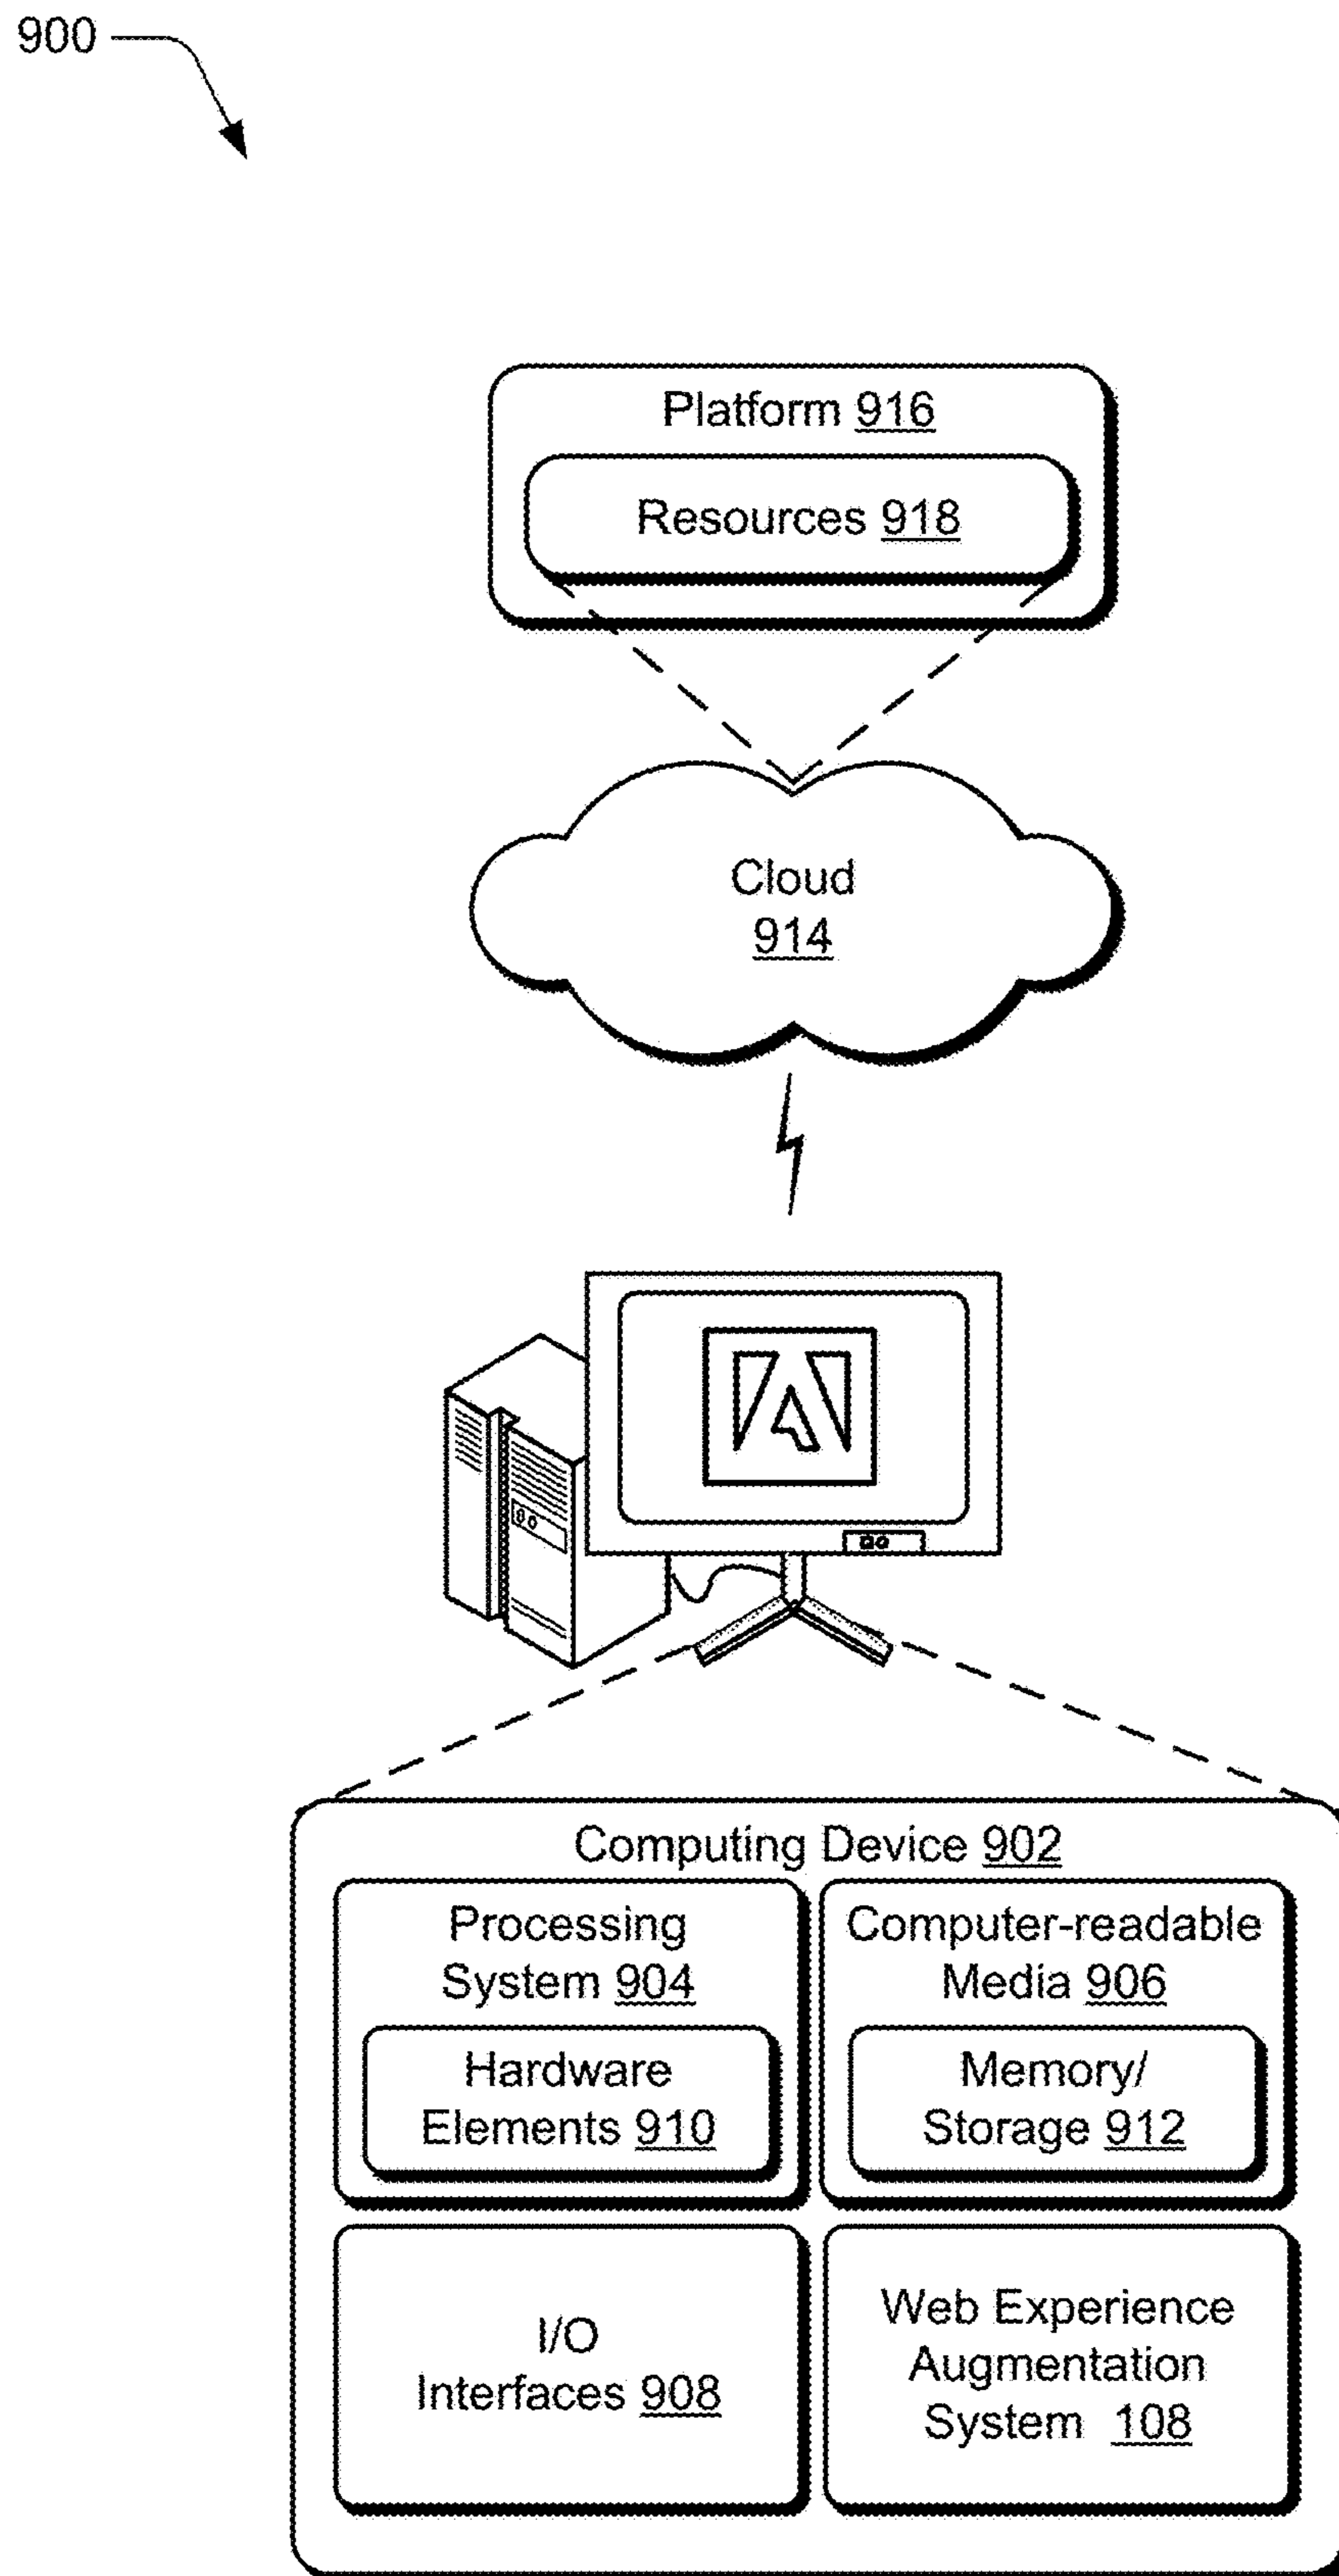 900
Platform 916
Resources 918
Cloud
914
Computing Device 902
Processing
System 904
Hardware
Elements 910
Computer-readable
Media 906
Memory/
Storage 912
I/O
Interfaces 908
Web Experience
Augmentation
System 108